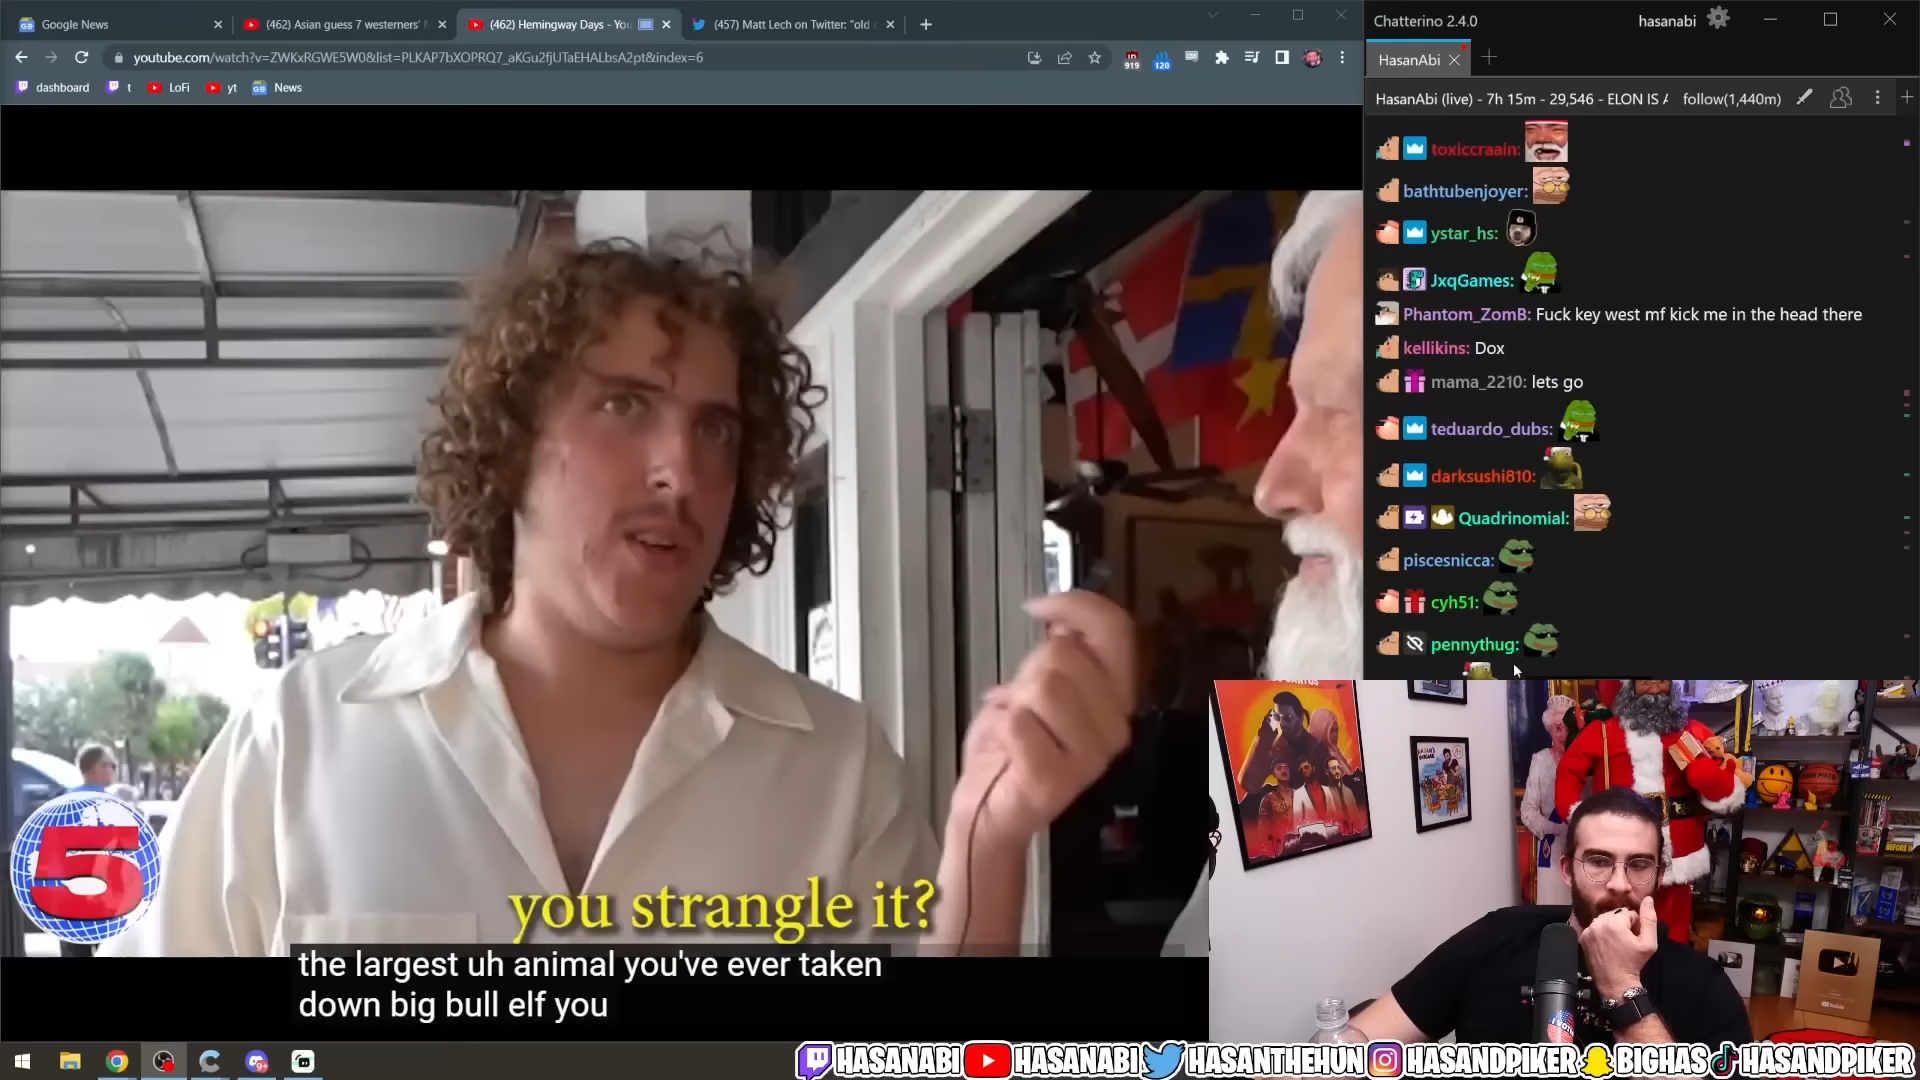 Google News
(462) Asian guess 7 westerners'
(462) Hemingway Days - You
(457) Matt Lech on Twitter: "old
youtube.com/watch?v=ZWKxRGWE5W0&list=PLKAP7bXOPRQ7_aKGu2fjUTaEHALbsA2pt&index=6
919
120
dashboard
t
LoFi
yt
News
Chatterino 2.4.0
hasanabi
HasanAbi
HasanAbi (live) - 7h 15m - 29,546 - ELON IS
follow(1,440m)
toxiccraain:
bathtubenjoyer:
ystar_hs:
JxqGames:
Phantom_ZomB: Fuck key west mf kick me in the head there
kellikins: Dox
mama_2210: lets go
teduardo_dubs:
darksushi810:
Quadrinomial:
piscesnicca:
cyh51:
pennythug:
5
you strangle it?
the largest uh animal you've ever taken
down big bull elf you
HASANABI
HASANABI
HASANTHEHUN
HASANDPIKER
BIGHAS
HASANDPIKER